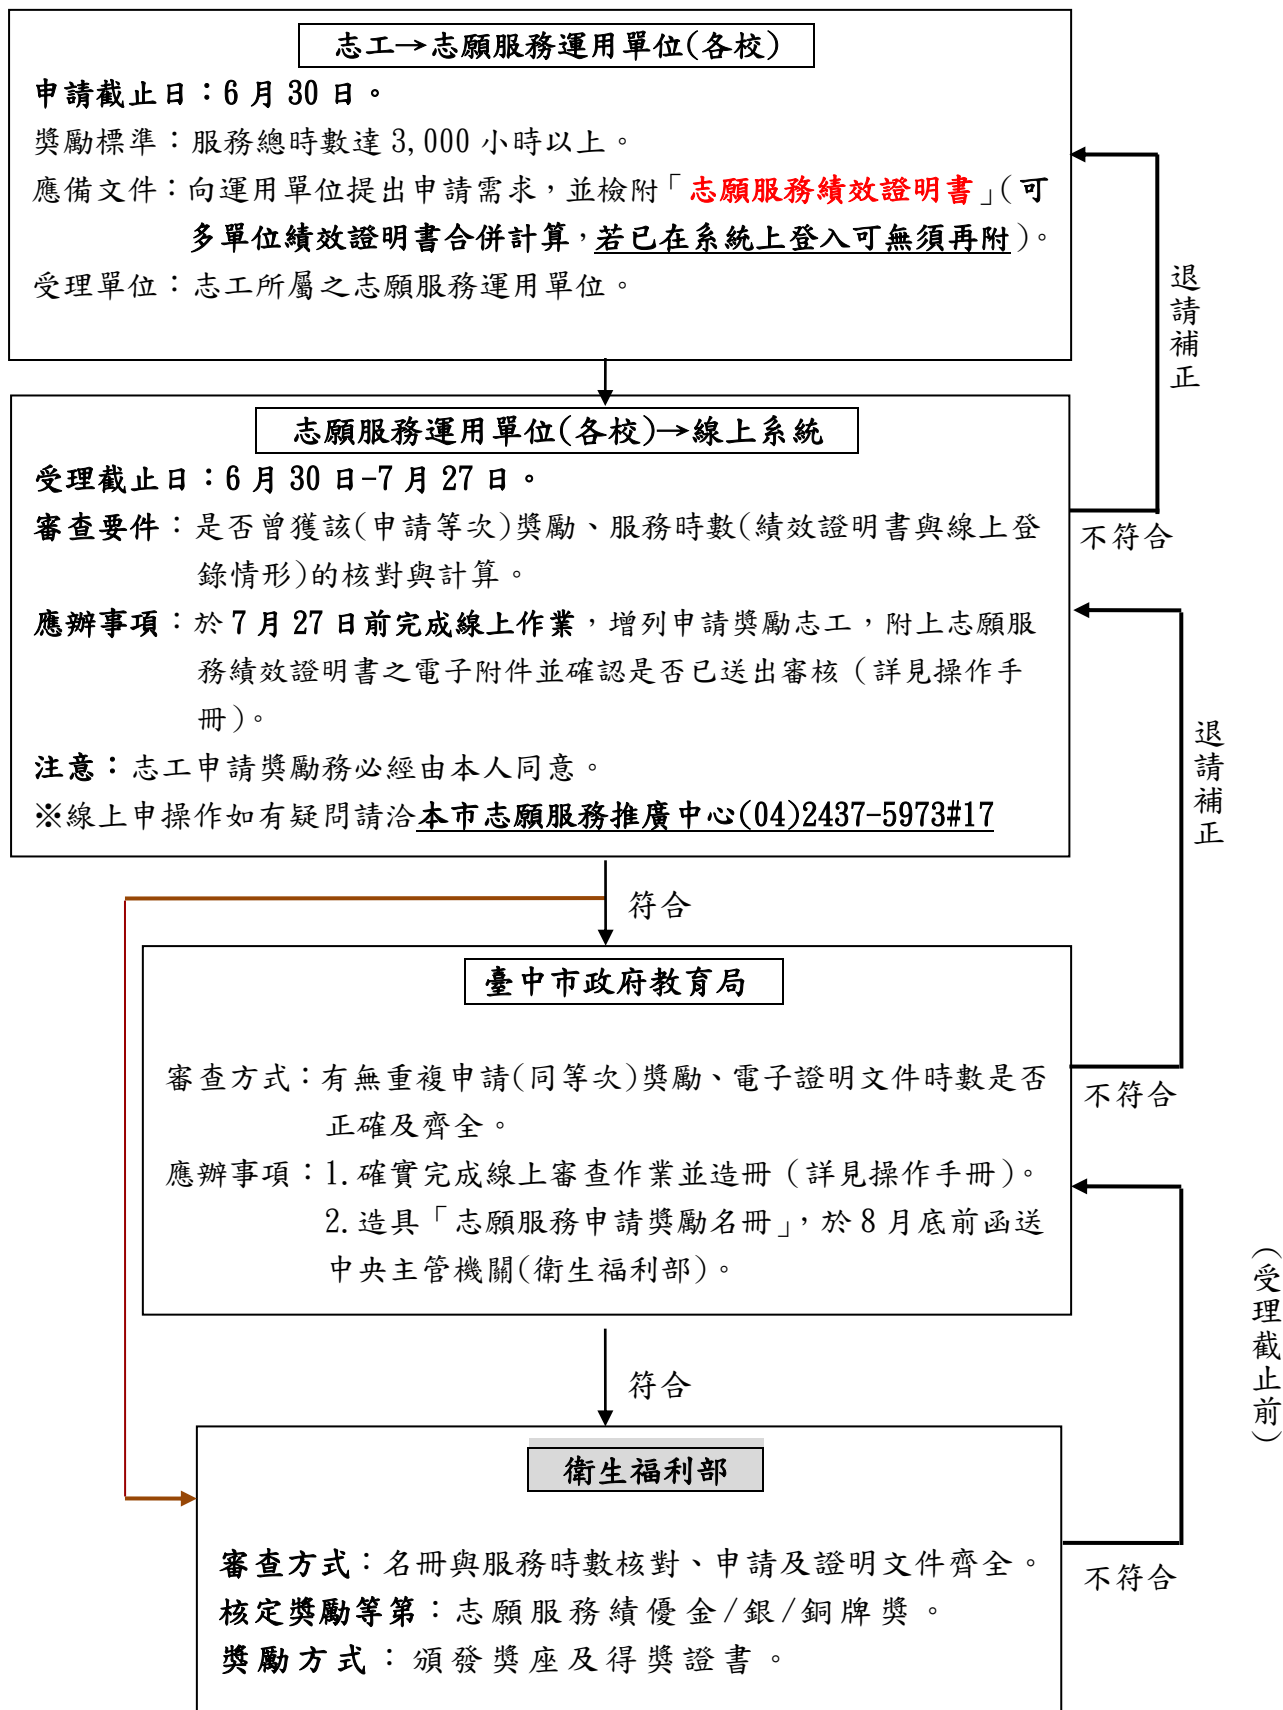 志工→志願服務運用單位(各校)
申請截止日：6 月 30 日。
獎勵標準：服務總時數達 3,000 小時以上。
應備文件：向運用單位提出申請需求，並檢附「志願服務績效證明書」（可
多單位績效證明書合併計算，若已在系統上登入可無須再附）。
受理單位：志工所屬之志願服務運用單位。
退請補正
志願服務運用單位(各校)→線上系統
受理截止日：6 月 30 日-7 月 27 日。
審查要件：是否曾獲該(申請等次)獎勵、服務時數(績效證明書與線上登
錄情形)的核對與計算。
不符合
應辦事項：於 7 月 27 日前完成線上作業，增列申請獎勵志工，附上志願服
務績效證明書之電子附件並確認是否已送出審核（詳見操作手
冊）。
注意：志工申請獎勵務必經由本人同意。
※線上申操作如有疑問請洽本市志願服務推廣中心(04)2437-5973#17
退請補正
符合
臺中市政府教育局
審查方式：有無重複申請(同等次)獎勵、電子證明文件時數是否
正確及齊全。
不符合
應辦事項：1.確實完成線上審查作業並造冊（詳見操作手冊）。
2.造具「志願服務申請獎勵名冊」，於 8 月底前函送
中央主管機關(衛生福利部)。
（受理截止前）
符合
衛生福利部
審查方式：名冊與服務時數核對、申請及證明文件齊全。
不符合
核定獎勵等第：志願服務績優金/銀/銅牌獎。
獎勵方式：頒發獎座及得獎證書。